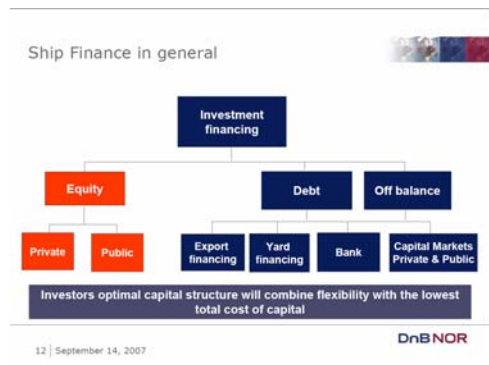 Ship Finance in general
Investment
financing
Equity
Debt
Off balance
Private
Public
Export
financing
Yard
financing
Bank
Capital Markets
Private & Public
Investors optimal capital structure will combine flexibility with the lowest
total cost of capital
12 | September 14, 2007
DnBNOR